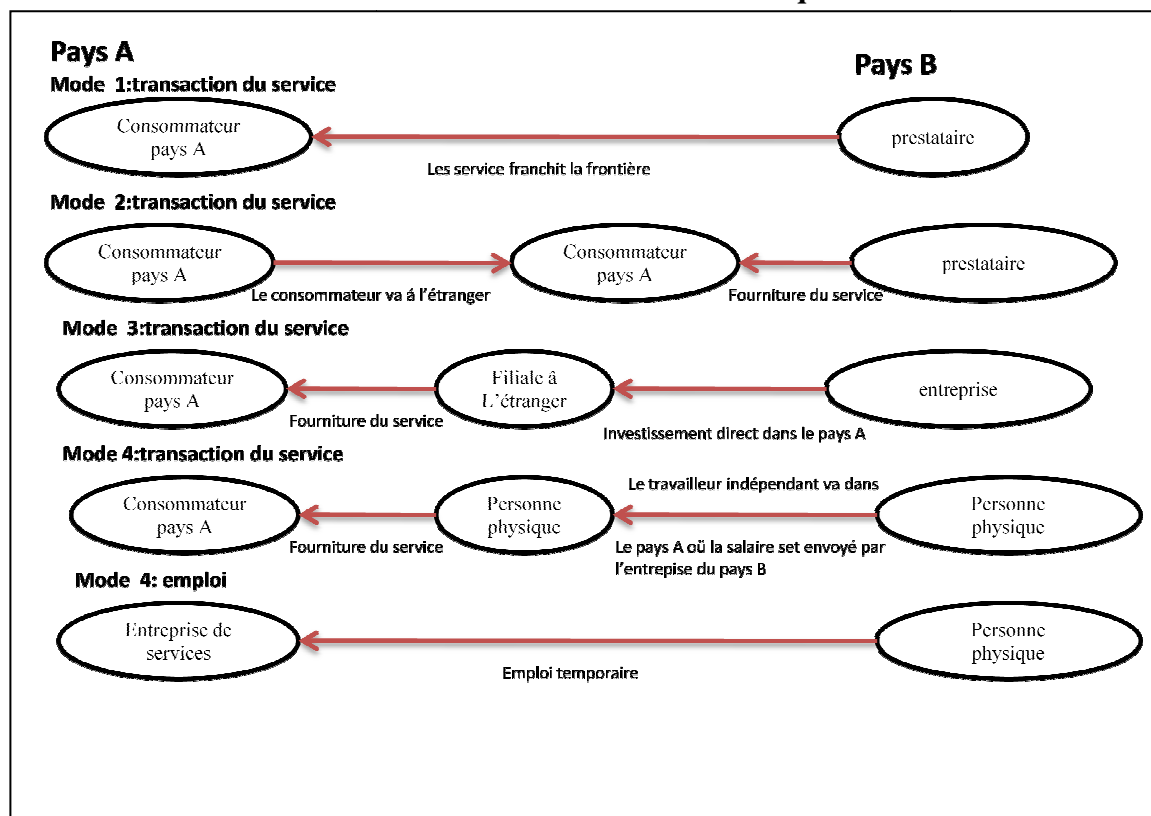 Pays A
Pays B
Mode 1:transaction du service
Consommateur
pays A
prestataire
Les service franchit la frontière
Mode 2:transaction du service
Consommateur
pays A
Consommateur
pays A
prestataire
Le consommateur va á l'étranger
Fourniture du service
Mode 3:transaction du service
Consommateur
pays A
Filiale â
L'étranger
entreprise
Fourniture du service
Investissement direct dans le pays A
Mode 4:transaction du service
Le travailleur indépendant va dans
Consommateur
pays A
Personne
physique
Personne
physique
Fourniture du service
Le pays A oû la salaire set envoyé par
l'entrepise du pays B
Mode 4: emploi
Entreprise de
services
Personne
physique
Emploi temporaire